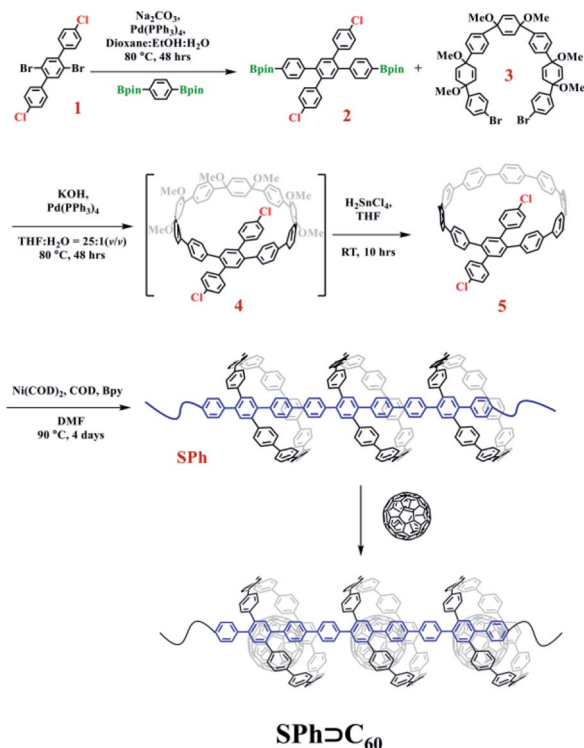 Cl
Br
Br
Cl
1
Na2CO3,
Pd(PPh3)4,
Dioxane:EtOH:H2O
80 °C, 48 hrs
Bpin Bpin
Cl
Bpin Bpin
Cl
2
+
MeO OMe
MeO OMe
MeO OMe
Br Br
3
KOH,
Pd(PPh3)4
THF:H2O = 25:1(v/v)
80 °C, 48 hrs
MeO OMe
MeO OMe
MeO OMe
Cl
Cl
4
H2SnCl4,
THF
RT, 10 hrs
Cl
Cl
5
Ni(COD)2, COD, Bpy
DMF
90 °C, 4 days
SPh
SPh⊃C60